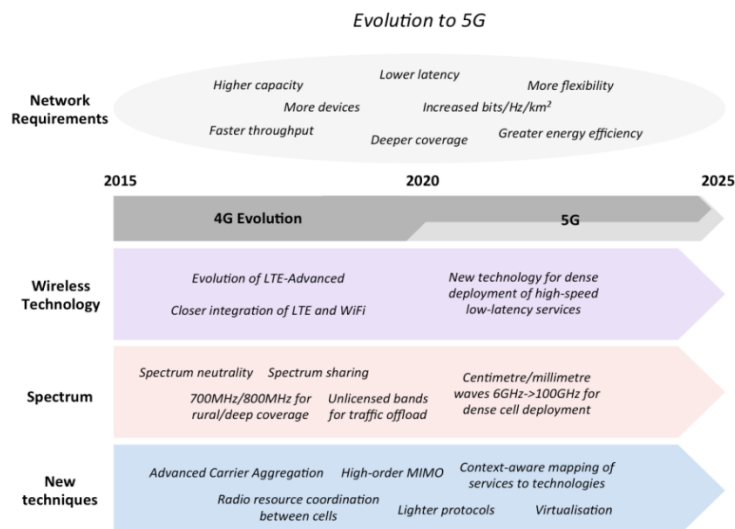 Evolution to 5G
Network
Requirements
Higher capacity
Lower latency
More flexibility
More devices
Increased bits/Hz/km²
Faster throughput
Deeper coverage
Greater energy efficiency
2015
2020
2025
4G Evolution
5G
Wireless
Technology
Evolution of LTE-Advanced
Closer integration of LTE and WiFi
New technology for dense
deployment of high-speed
low-latency services
Spectrum
Spectrum neutrality
Spectrum sharing
700MHz/800MHz for
rural/deep coverage
Unlicensed bands
for traffic offload
Centimetre/millimetre
waves 6GHz->100GHz for
dense cell deployment
New
techniques
Advanced Carrier Aggregation
High-order MIMO
Context-aware mapping of
services to technologies
Radio resource coordination
between cells
Lighter protocols
Virtualisation